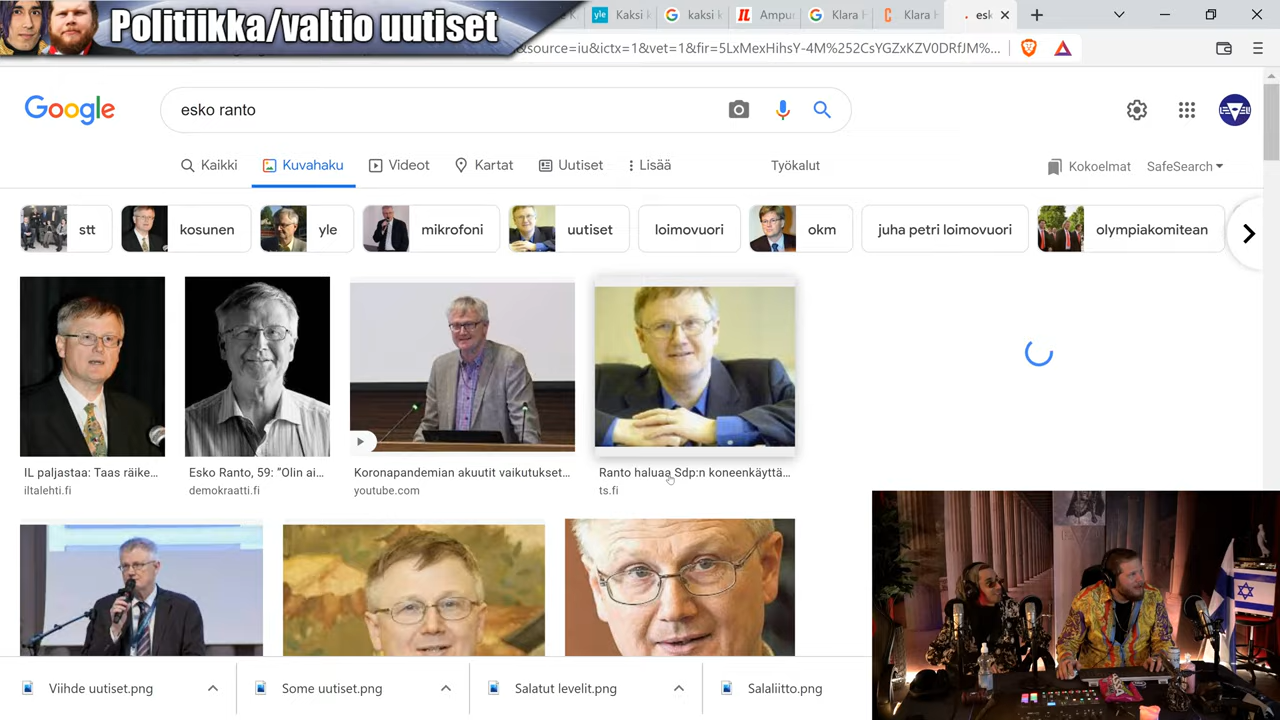 Politiikka/valtio uutiset
yle Kaksi
kaksi k
IL Ampur
Klara H
Klara H
esk
source=iu&ictx=1&vet=1&fir=5LxMexHihsY-4M%252CsYGZxKZV0DRfJM%...
Google
esko ranto
Kaikki
Kuvahaku
Videot
Kartat
Uutiset
Lisää
Työkalut
Kokoelmat
SafeSearch
stt
kosunen
yle
mikrofoni
uutiset
loimovuori
okm
juha petri loimovuori
olympiakomitean
IL paljastaa: Taas räike...
iltalehti.fi
Esko Ranto, 59: "Olin ai...
demokraatti.fi
Koronapandemian akuutit vaikutukset...
youtube.com
Ranto haluaa Sdp:n koneenkäyttä...
ts.fi
Viihde uutiset.png
Some uutiset.png
Salatut levelit.png
Salaliitto.png